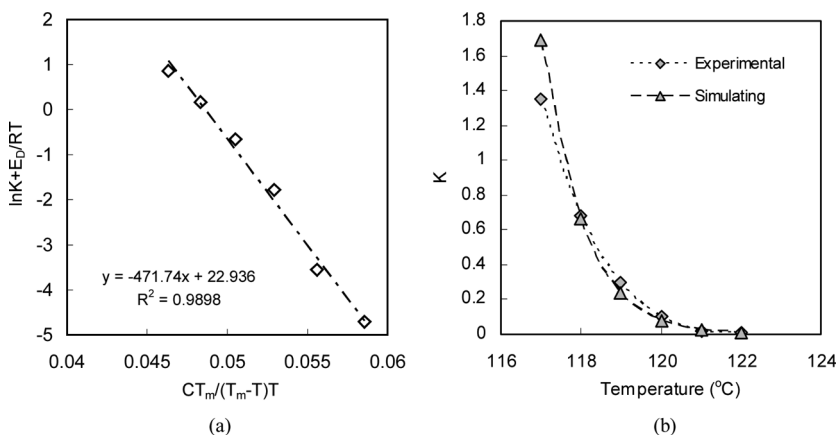 2
1
0
-1
-2
-3
-4
-5
lnK+E_D/RT
y = -471.74x + 22.936
R² = 0.9898
0.04 0.045 0.05 0.055 0.06
CT_m/(T_m-T)T
(a)
1.8
1.6
1.4
1.2
1
0.8
0.6
0.4
0.2
0
K
Experimental
Simulating
116 118 120 122 124
Temperature (°C)
(b)